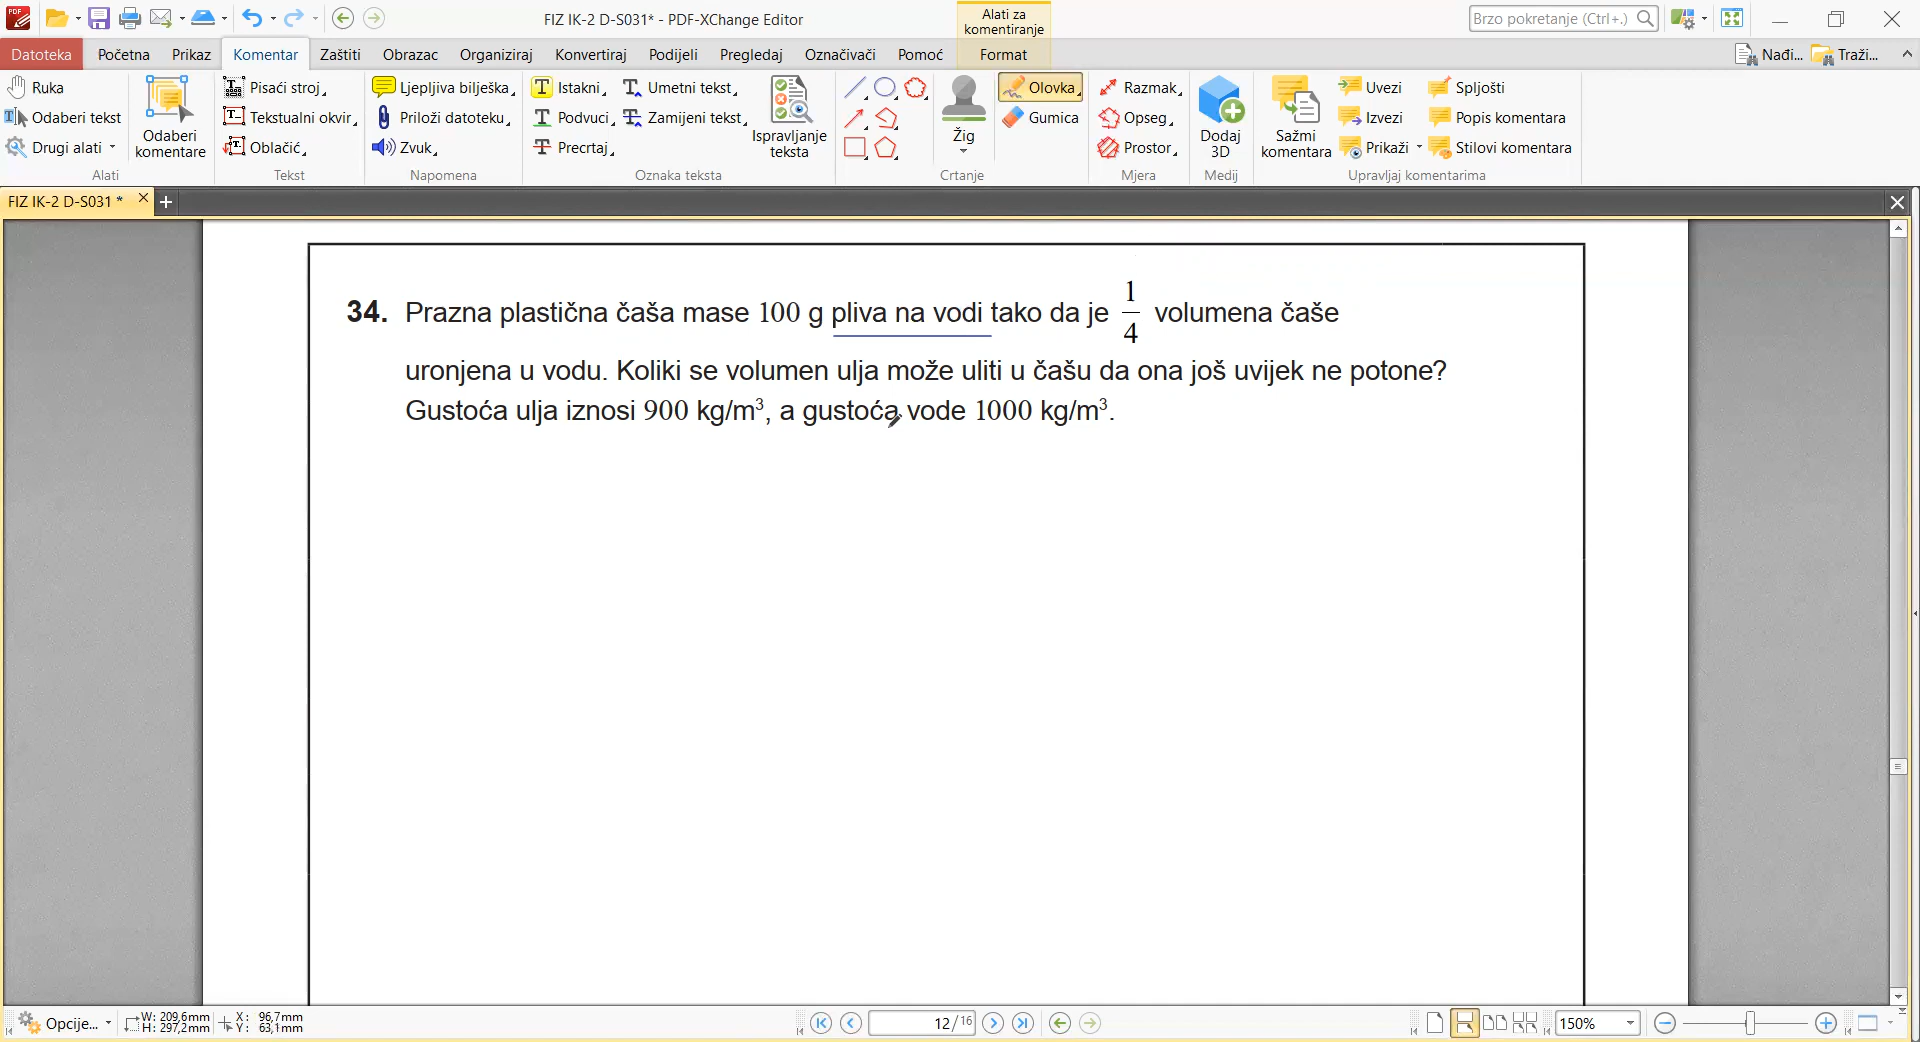 FIZ IK-2 D-S031* - PDF-XChange Editor
Alati za komentiranje
Brzo pokretanje (Ctrl+.)
Datoteka Početna Prikaz Komentar Zaštiti Obrazac Organiziraj Konvertiraj Podijeli Pregledaj Označivači Pomoć Format Nađi... Traži...
Ruka Pisaći stroj Ljepljiva bilješka Istakni Umetni tekst Olovka Razmak Uvezi Spljošti
Odaberi tekst Tekstualni okvir Priloži datoteku Podvuci Zamijeni tekst Gumica Opseg Izvezi Popis komentara
Drugi alati Oblačić Zvuk Precrtaj Prostor Prikaži Stilovi komentara
Odaberi komentare Ispravljanje teksta Žig Dodaj 3D Sažmi komentara
Alati Tekst Napomena Oznaka teksta Crtanje Mjera Medij Upravljaj komentarima
FIZ IK-2 D-S031 *
34. Prazna plastična čaša mase 100 g pliva na vodi tako da je 1/4 volumena čaše
uronjena u vodu. Koliki se volumen ulja može uliti u čašu da ona još uvijek ne potone?
Gustoća ulja iznosi 900 kg/m³, a gustoća vode 1000 kg/m³.
Opcije... W: 209,6mm X: 96,7mm 12/16 150%
H: 297,2mm Y: 63,1mm